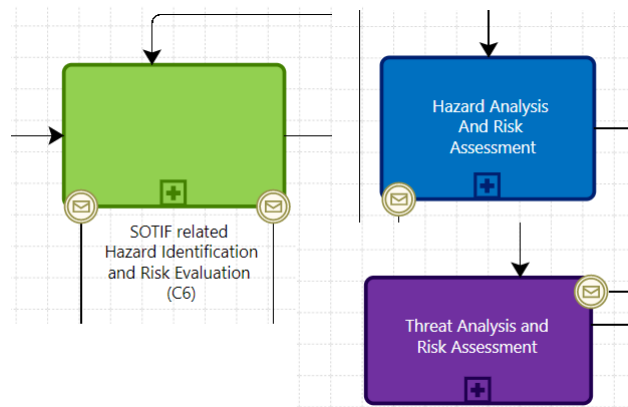 Hazard Analysis
And Risk
Assessment
SOTIF related
Hazard Identification
and Risk Evaluation
(C6)
Threat Analysis and
Risk Assessment